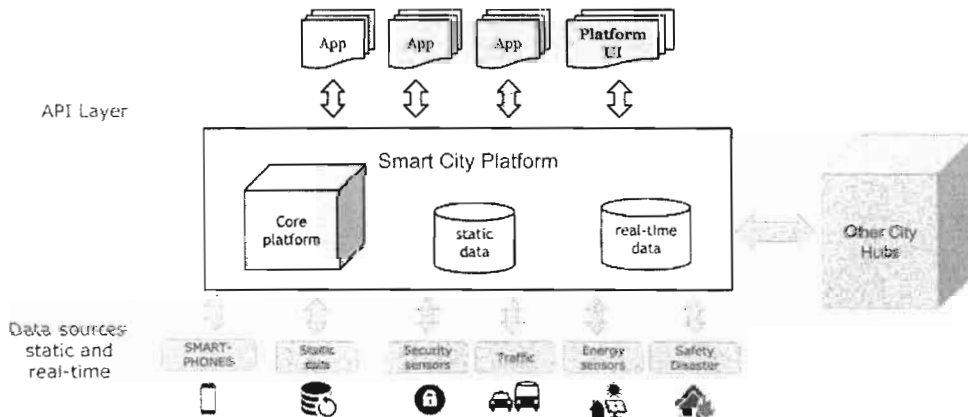 App
App
App
Platform
UI
API Layer
Smart City Platform
Core
platform
static
data
real-time
data
Other City
Hubs
Data sources
static and
real-time
SMART-
PHONES
Static
data
Security
sensors
Traffic
Energy
sensors
Safety
Disaster